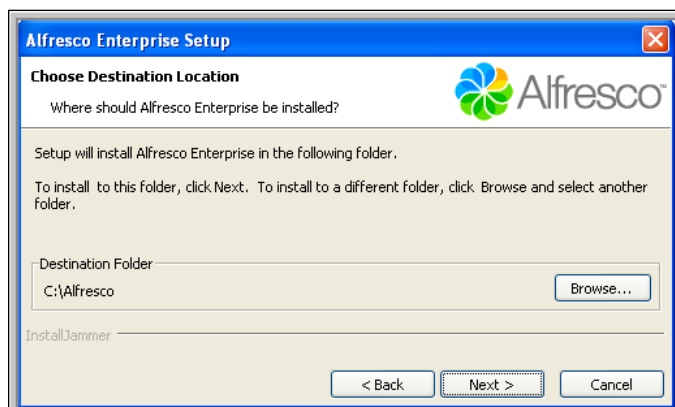 Alfresco Enterprise Setup
Choose Destination Location
Where should Alfresco Enterprise be installed?
Alfresco™
Setup will install Alfresco Enterprise in the following folder.
To install to this folder, click Next. To install to a different folder, click Browse and select another
folder.
Destination Folder
C:\Alfresco
Browse...
InstallJammer
< Back
Next >
Cancel